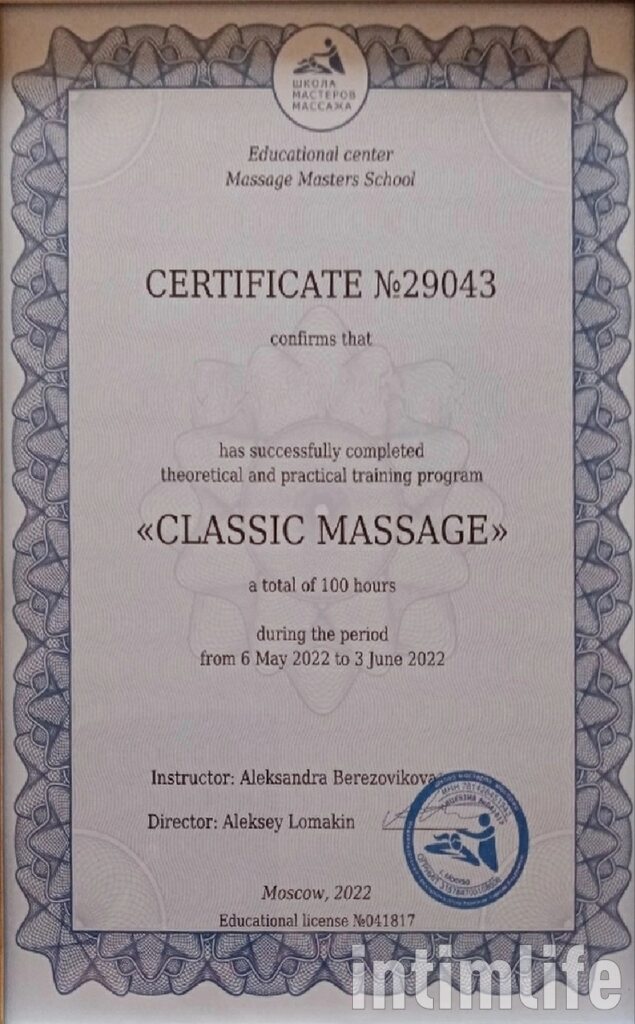 ШКОЛА
МАСТЕРОВ
МАССАЖА
Educational center
Massage Masters School
CERTIFICATE №29043
confirms that
has successfully completed
theoretical and practical training program
«CLASSIC MASSAGE»
a total of 100 hours
during the period
from 6 May 2022 to 3 June 2022
Instructor: Aleksandra Berezovikova
Director: Aleksey Lomakin
г. Москва
Moscow, 2022
Educational license №041817
intimlife